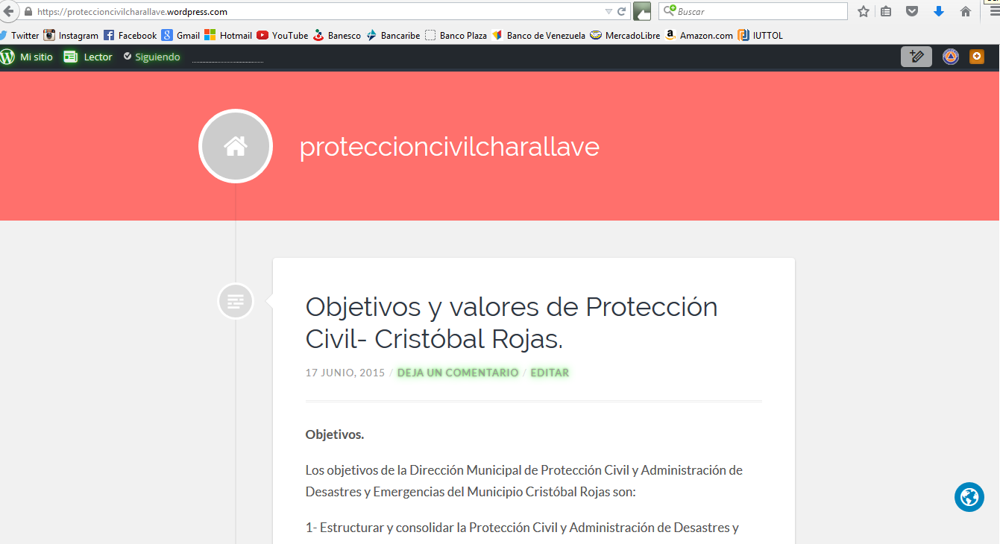 https://proteccioncivilcharallave.wordpress.com
Buscar
Twitter Instagram Facebook Gmail Hotmail YouTube Banesco Bancaribe Banco Plaza Banco de Venezuela MercadoLibre Amazon.com IUTTOL
Mi sitio Lector Siguiendo
proteccioncivilcharallave
Objetivos y valores de Protección
Civil- Cristóbal Rojas.
17 JUNIO, 2015 / DEJA UN COMENTARIO / EDITAR
Objetivos.
Los objetivos de la Dirección Municipal de Protección Civil y Administración de
Desastres y Emergencias del Municipio Cristóbal Rojas son:
1- Estructurar y consolidar la Protección Civil y Administración de Desastres y